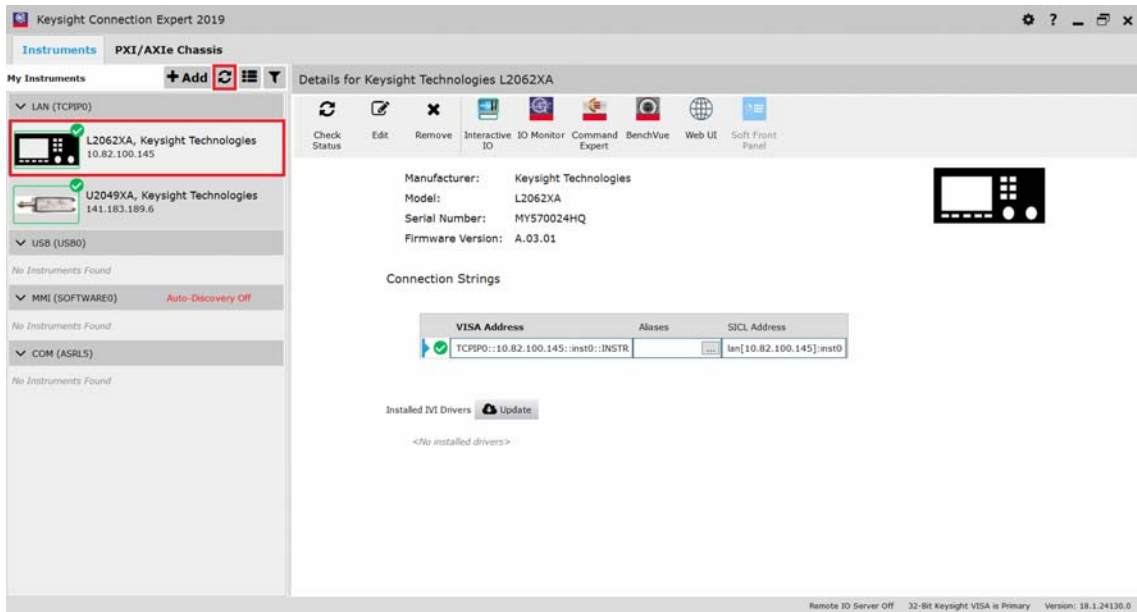 Keysight Connection Expert 2019
Instruments PXI/AXIe Chassis
My Instruments + Add
LAN (TCPIP0)
L2062XA, Keysight Technologies
10.82.100.145
U2049XA, Keysight Technologies
141.183.189.6
USB (USB0)
No Instruments Found
MMI (SOFTWARE0) Auto-Discovery Off
No Instruments Found
COM (ASRL5)
No Instruments Found
Details for Keysight Technologies L2062XA
Check Status
Edit
Remove
Interactive IO
IO Monitor
Command Expert
BenchVue
Web UI
Soft Front Panel
Manufacturer: Keysight Technologies
Model: L2062XA
Serial Number: MY570024HQ
Firmware Version: A.03.01
Connection Strings
VISA Address Aliases SICL Address
TCPIP0::10.82.100.145::inst0::INSTR ... lan[10.82.100.145]:inst0
Installed IVI Drivers Update
<No installed drivers>
Remote IO Server Off 32-Bit Keysight VISA is Primary Version: 18.1.24130.0